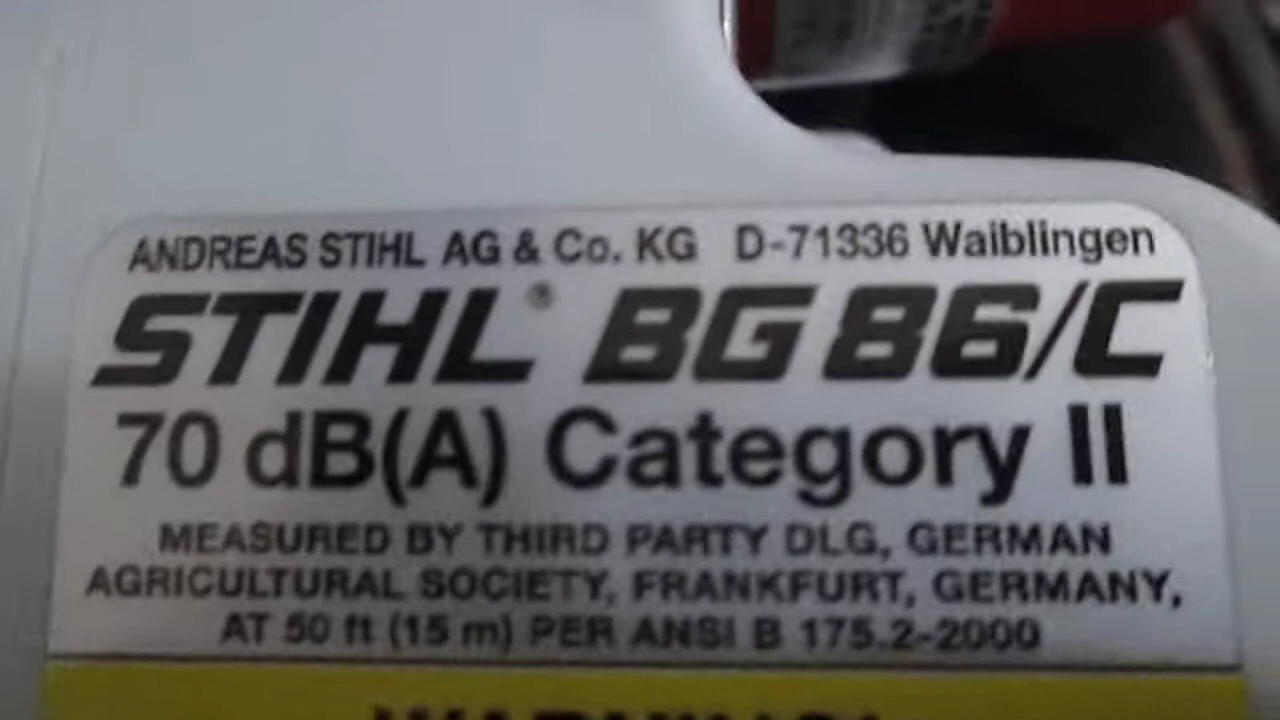 ANDREAS STIHL AG & Co. KG D-71336 Waiblingen
STIHL® BG 86/C
70 dB(A) Category II
MEASURED BY THIRD PARTY DLG, GERMAN
AGRICULTURAL SOCIETY, FRANKFURT, GERMANY,
AT 50 ft (15 m) PER ANSI B 175.2-2000